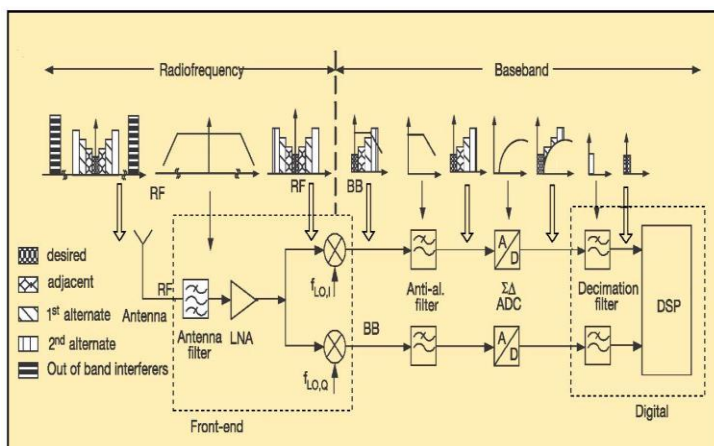 Radiofrequency
Baseband
RF
RF
BB
desired
adjacent
1st alternate
2nd alternate
Out of band interferers
RF
Antenna
Antenna
filter
LNA
fLO,I
fLO,Q
BB
Anti-al.
filter
A
D
A
D
ΣΔ
ADC
Decimation
filter
DSP
Front-end
Digital